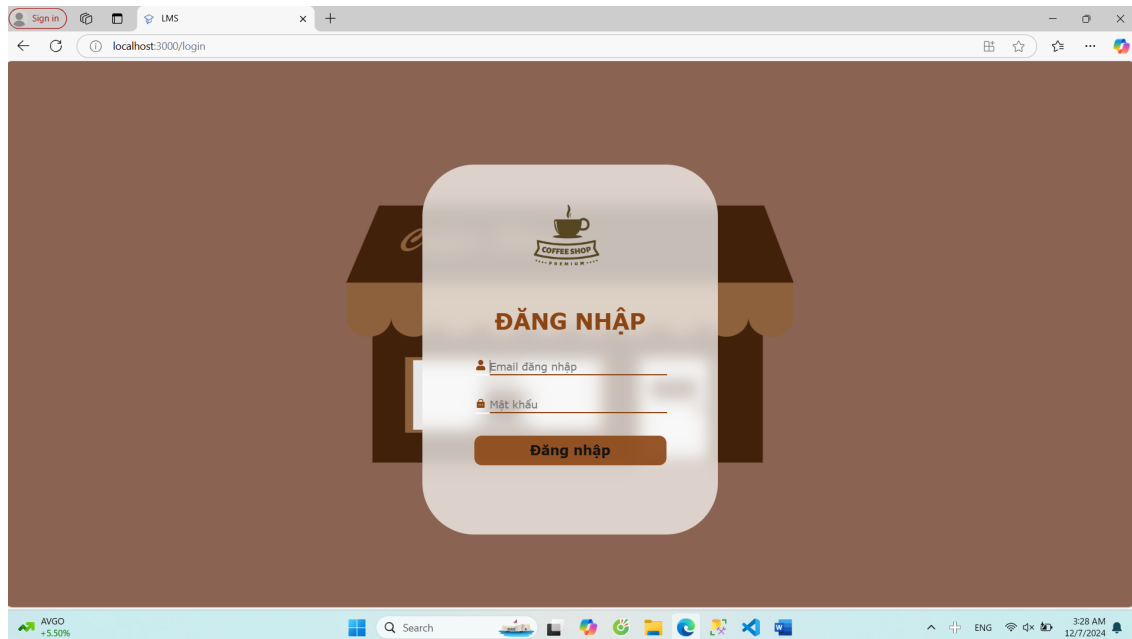 Sign in
LMS
localhost:3000/login
COFFEE SHOP
PREMIUM
ĐĂNG NHẬP
Email đăng nhập
Mật khẩu
Đăng nhập
AVGO
+5.50%
Search
ENG
3:28 AM
12/7/2024